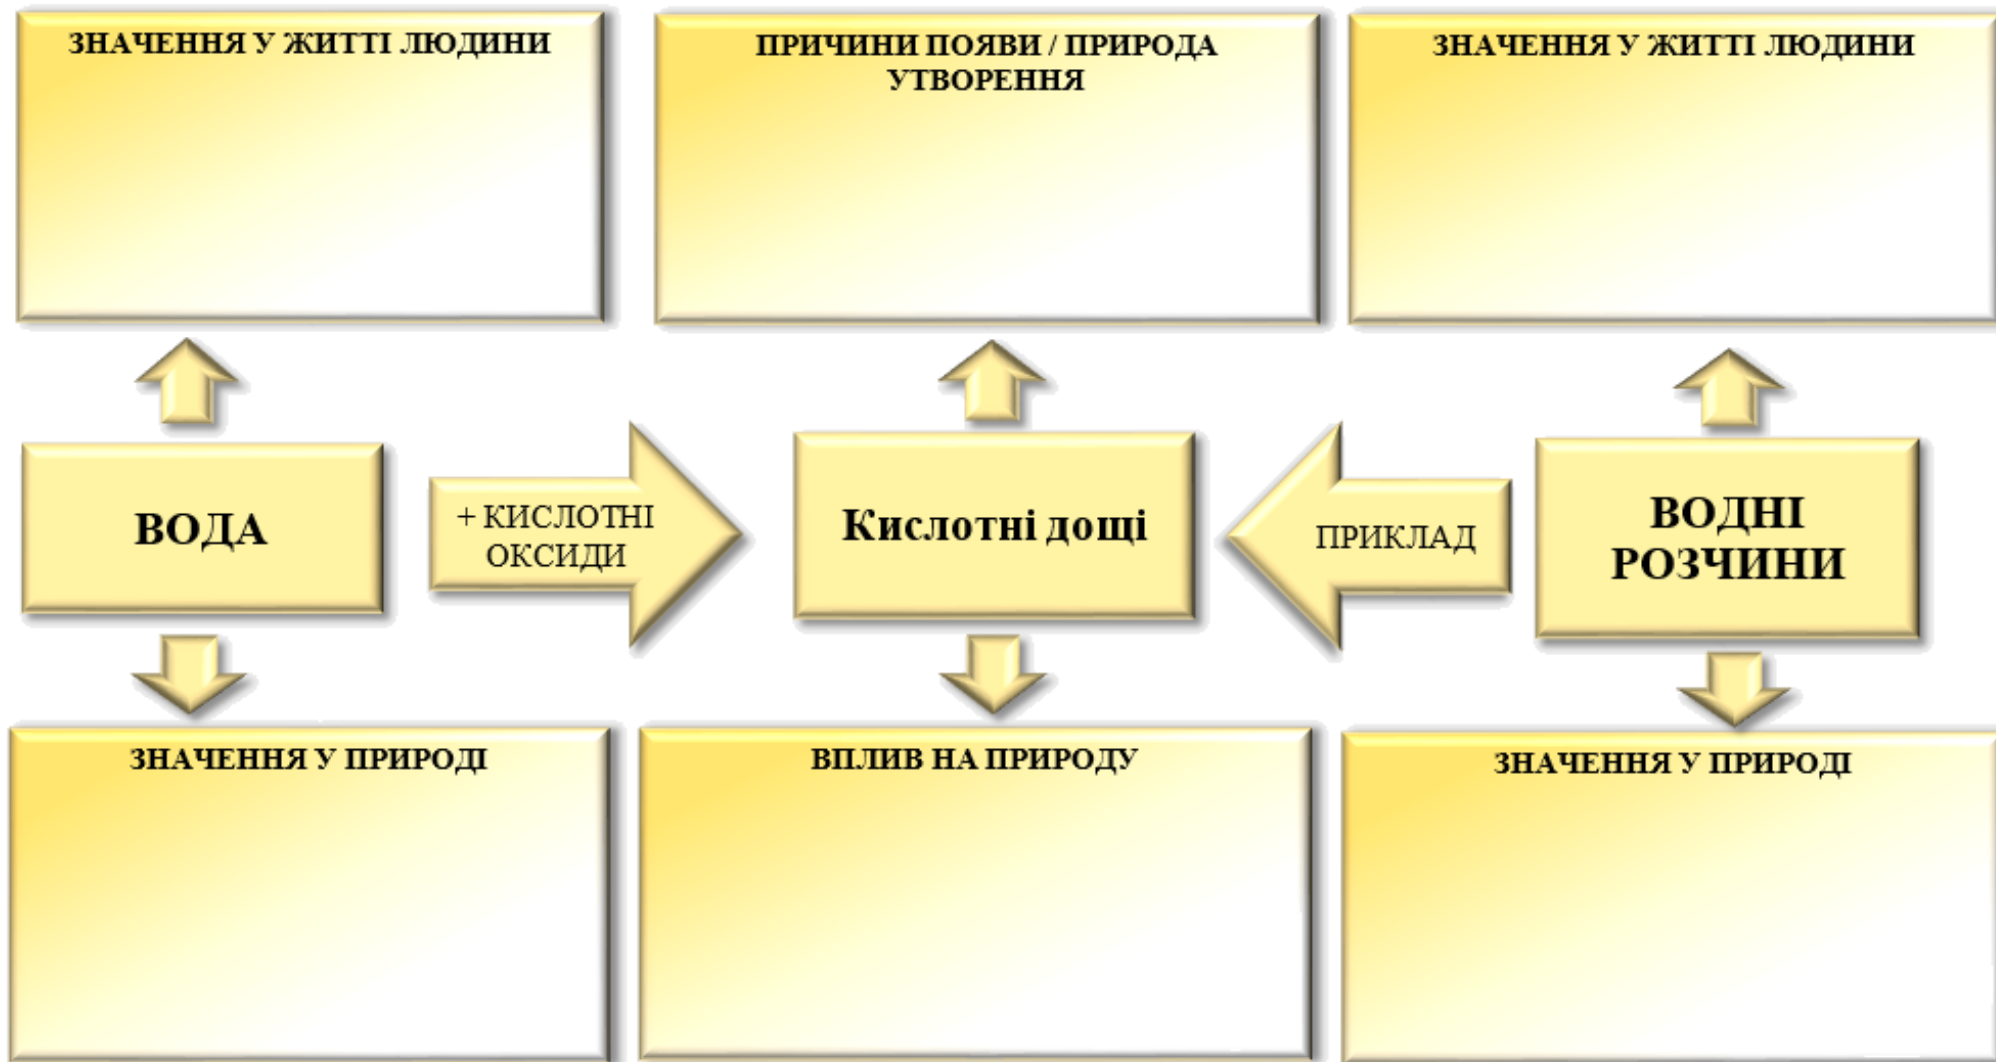 ЗНАЧЕННЯ У ЖИТТІ ЛЮДИНИ
ПРИЧИНИ ПОЯВИ / ПРИРОДА
УТВОРЕННЯ
ЗНАЧЕННЯ У ЖИТТІ ЛЮДИНИ
ВОДА
+ КИСЛОТНІ
ОКСИДИ
Кислотні дощі
ПРИКЛАД
ВОДНІ
РОЗЧИНИ
ЗНАЧЕННЯ У ПРИРОДІ
ВПЛИВ НА ПРИРОДУ
ЗНАЧЕННЯ У ПРИРОДІ